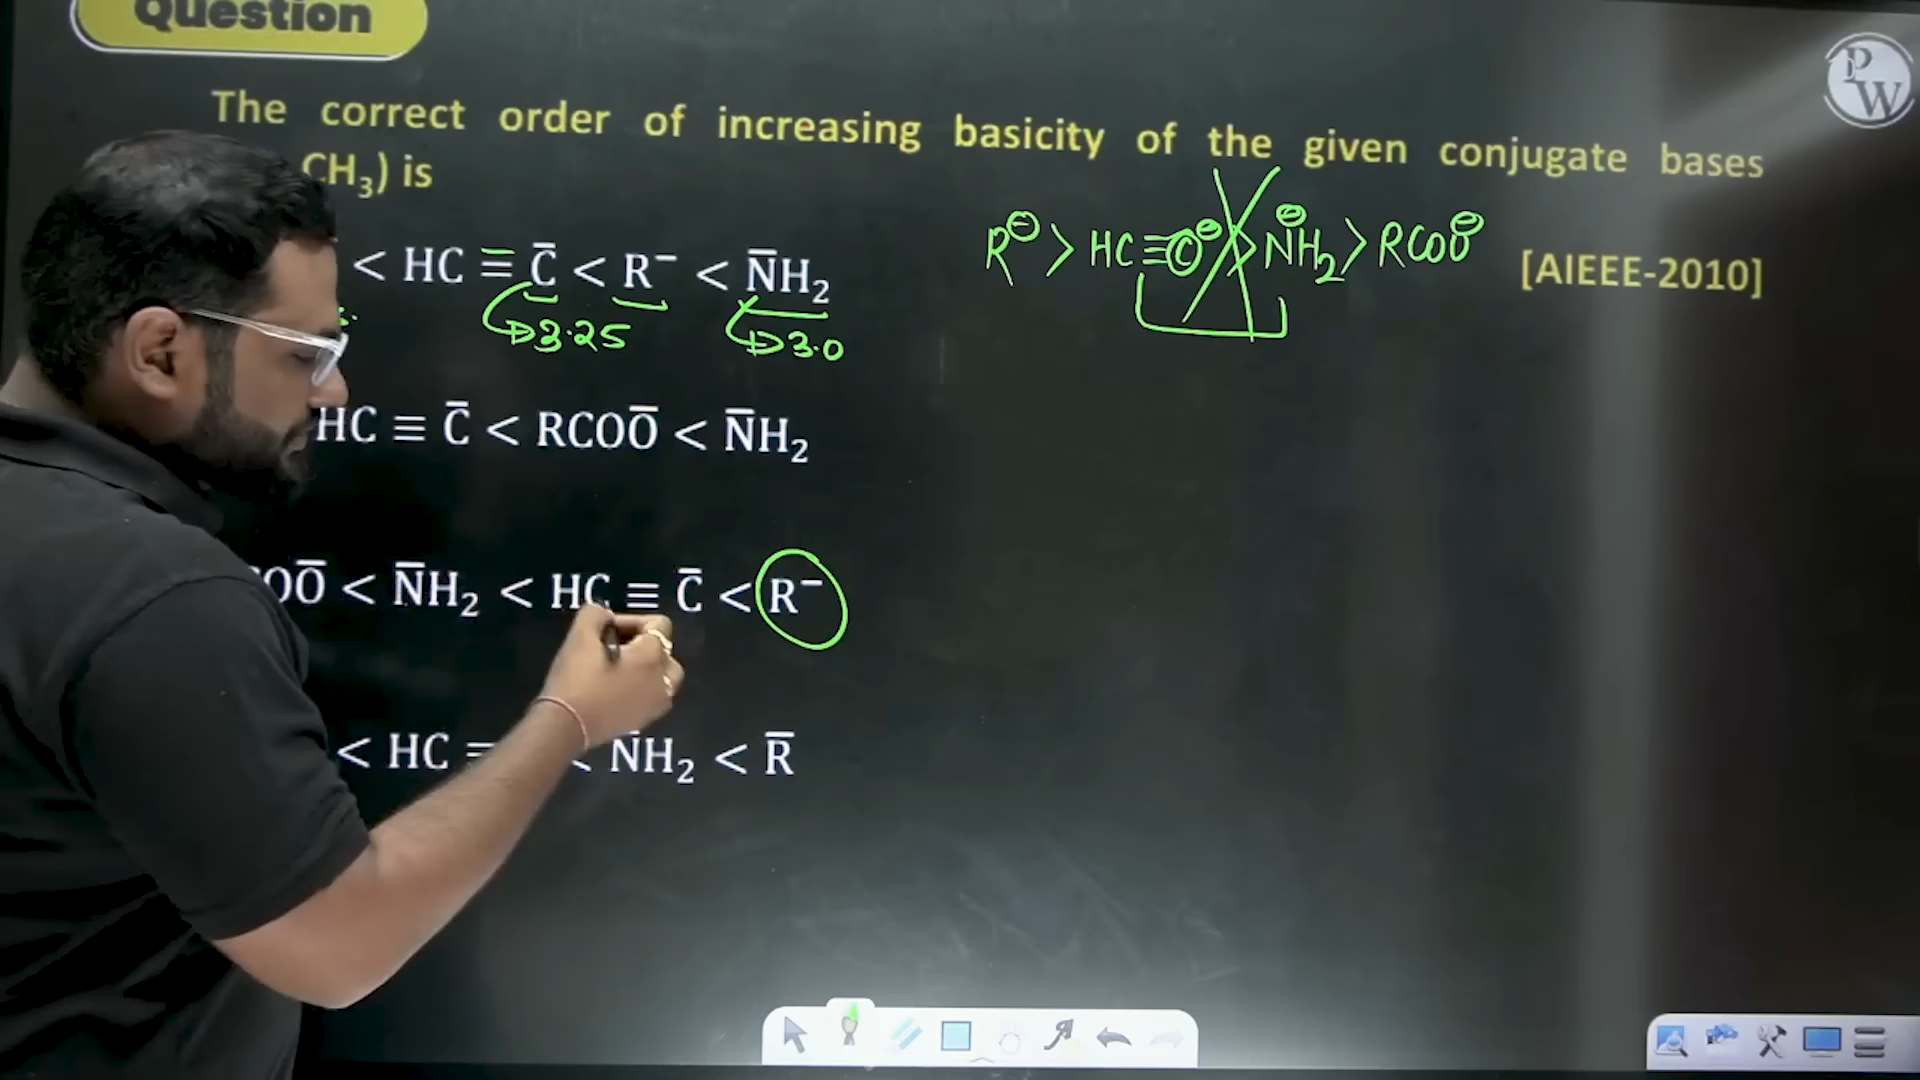 Question
The correct order of increasing basicity of the given conjugate bases
CH₃) is
< HC ≡ C̄ < R⁻ < N̄H₂
3.25
3.0
R⊖ > HC≡C⊖ > N⊖H₂ > RCOO⊖
[AIEEE-2010]
HC ≡ C̄ < RCOŌ < N̄H₂
OŌ < N̄H₂ < HC ≡ C̄ < R⁻
< HC = < N̄H₂ < R̄
PW